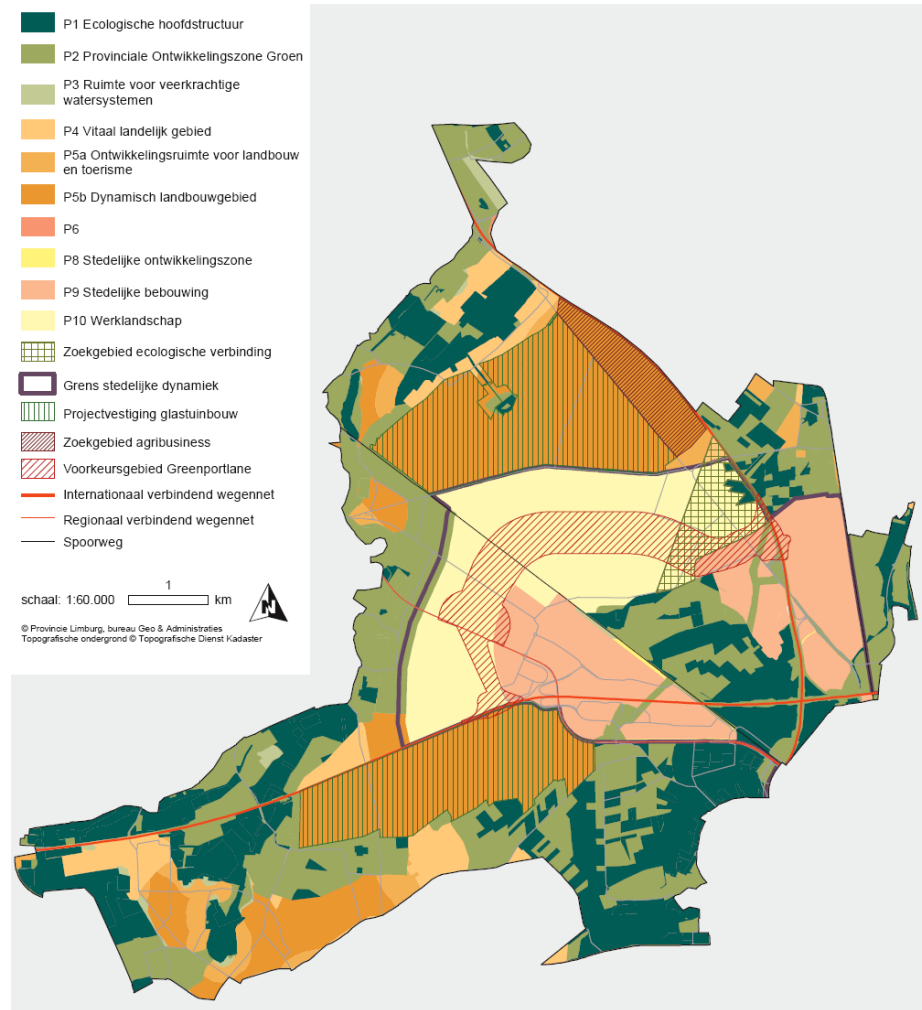 P1 Ecologische hoofdstructuur
P2 Provinciale Ontwikkelingszone Groen
P3 Ruimte voor veerkrachtige
watersystemen
P4 Vitaal landelijk gebied
P5a Ontwikkelingsruimte voor landbouw
en toerisme
P5b Dynamisch landbouwgebied
P6
P8 Stedelijke ontwikkelingszone
P9 Stedelijke bebouwing
P10 Werklandschap
Zoekgebied ecologische verbinding
Grens stedelijke dynamiek
Projectvestiging glastuinbouw
Zoekgebied agribusiness
Voorkeursgebied Greenportlane
Internationaal verbindend wegennet
Regionaal verbindend wegennet
Spoorweg
1
schaal: 1:60.000 km
N
© Provincie Limburg, bureau Geo & Administraties
Topografische ondergrond © Topografische Dienst Kadaster